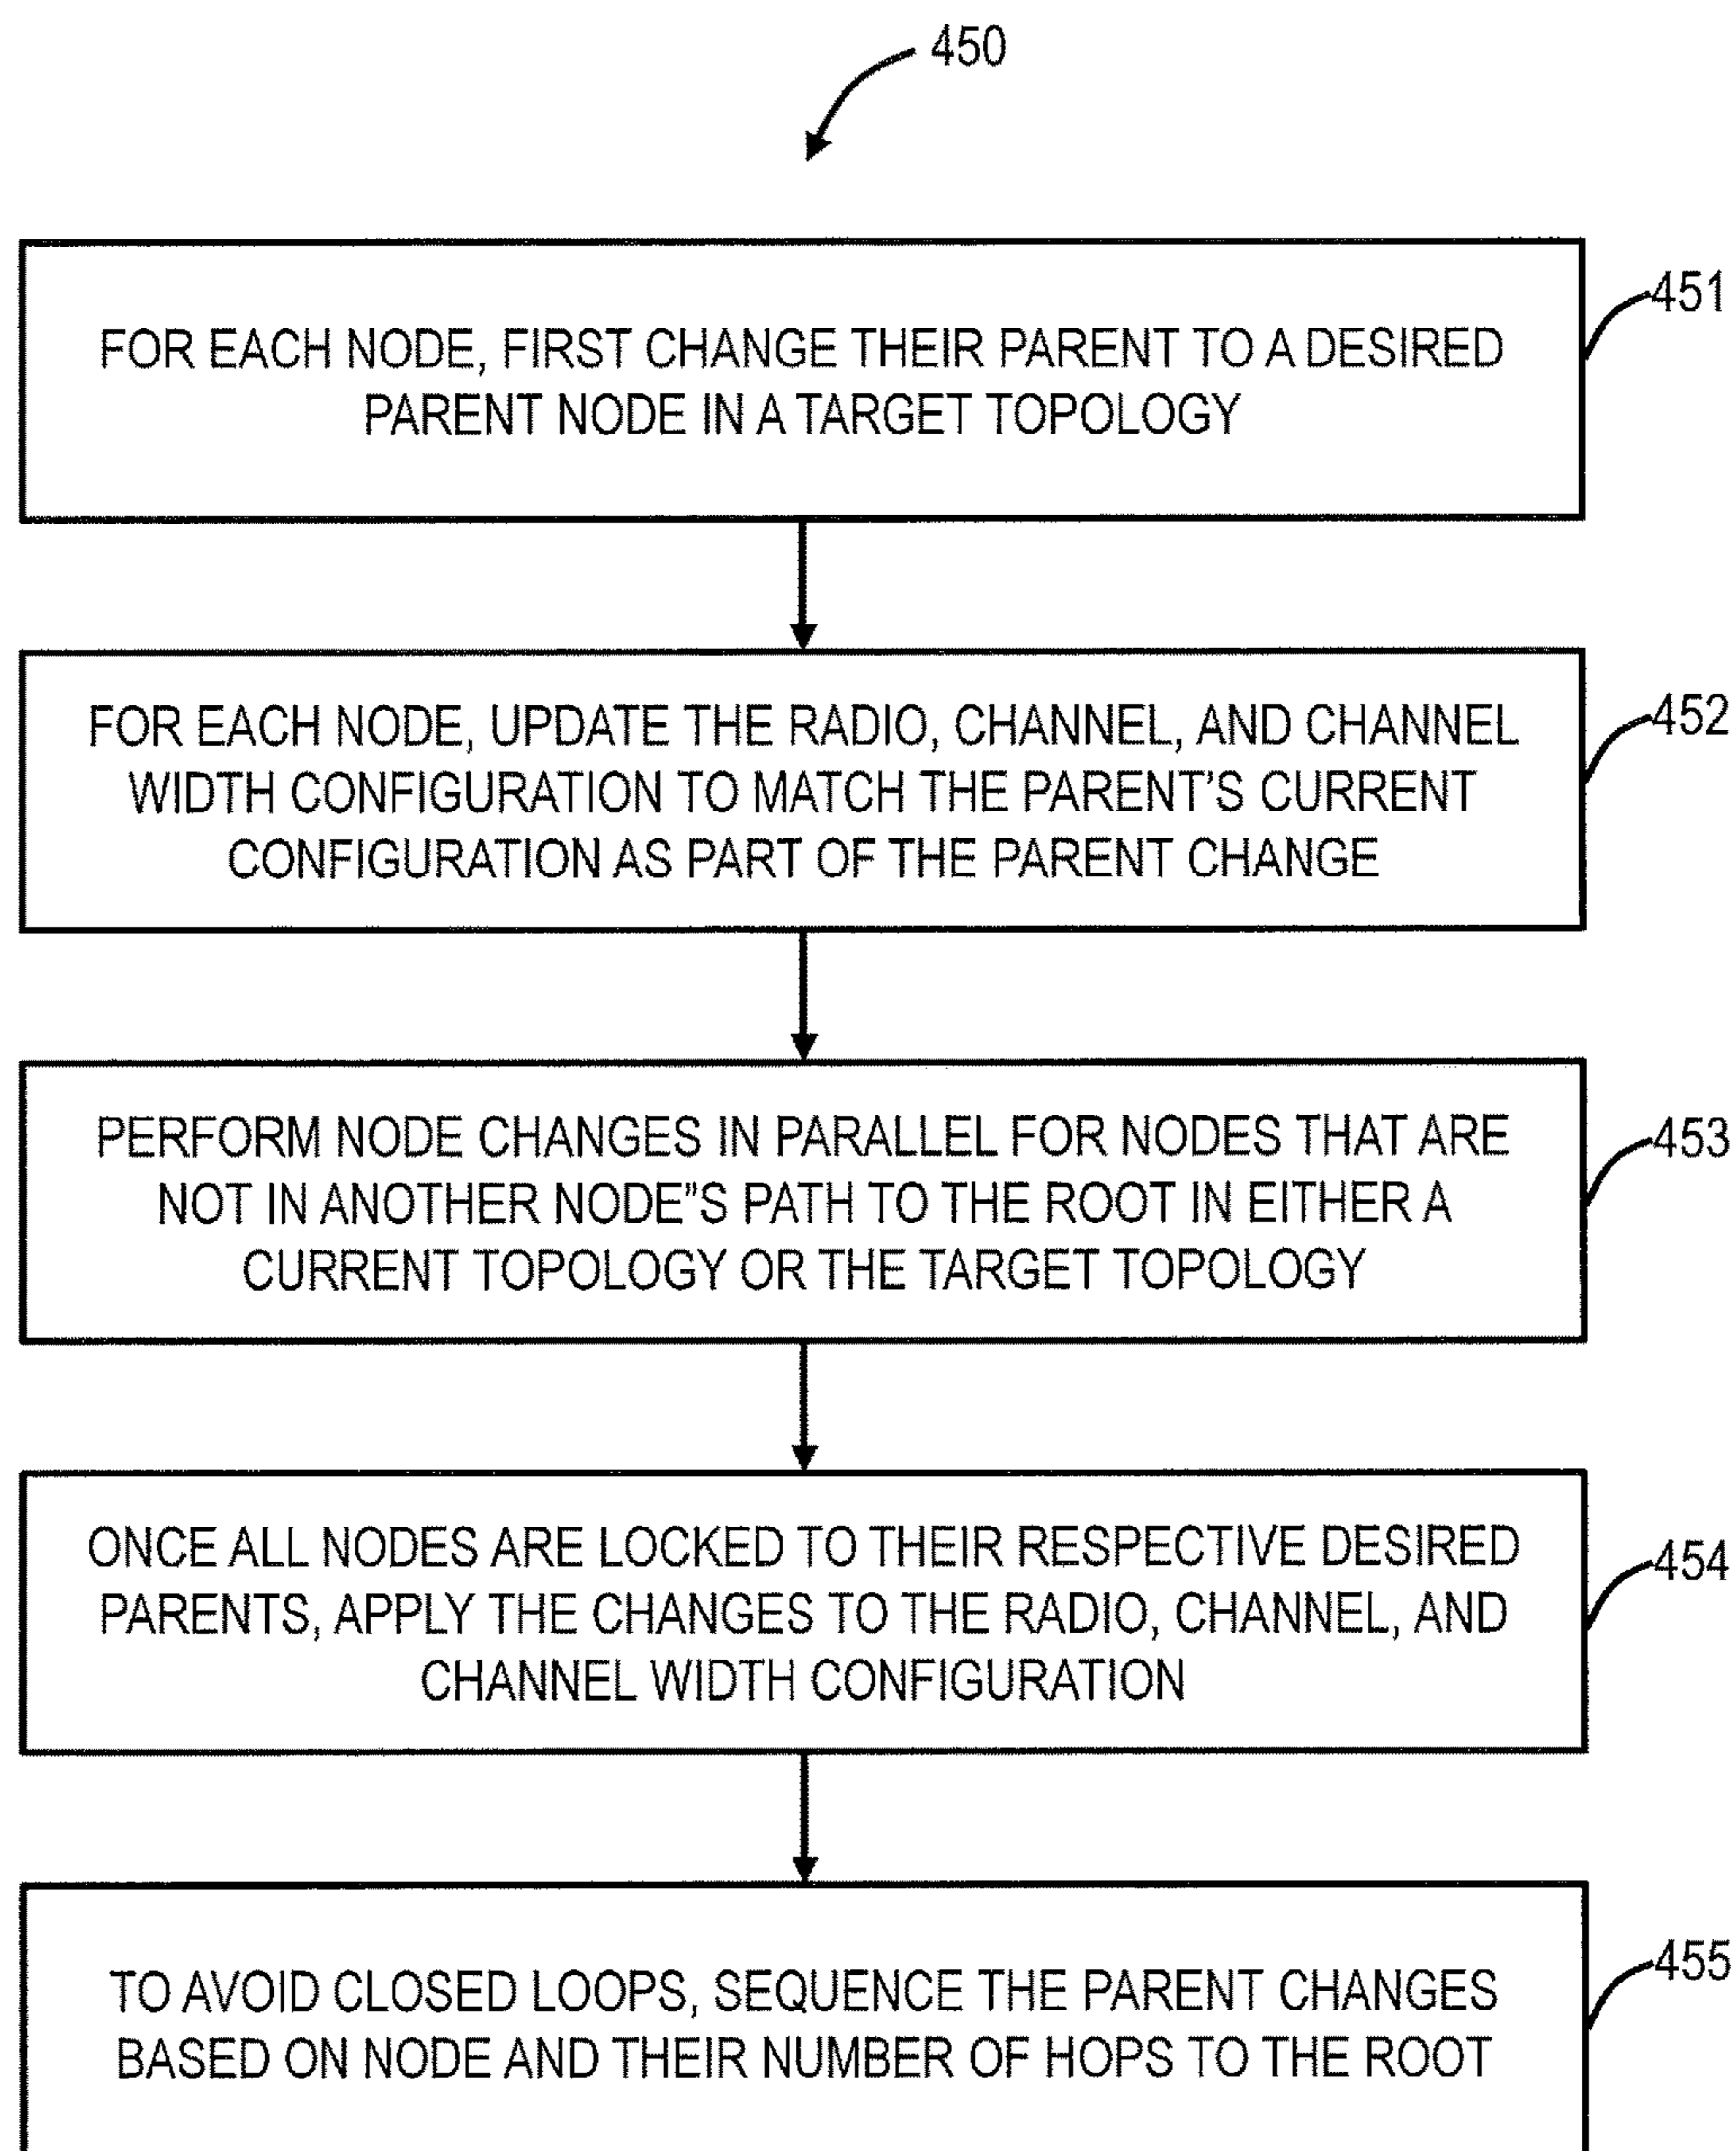 450
FOR EACH NODE, FIRST CHANGE THEIR PARENT TO A DESIRED
PARENT NODE IN A TARGET TOPOLOGY
451
FOR EACH NODE, UPDATE THE RADIO, CHANNEL, AND CHANNEL
WIDTH CONFIGURATION TO MATCH THE PARENT'S CURRENT
CONFIGURATION AS PART OF THE PARENT CHANGE
452
PERFORM NODE CHANGES IN PARALLEL FOR NODES THAT ARE
NOT IN ANOTHER NODE"S PATH TO THE ROOT IN EITHER A
CURRENT TOPOLOGY OR THE TARGET TOPOLOGY
453
ONCE ALL NODES ARE LOCKED TO THEIR RESPECTIVE DESIRED
PARENTS, APPLY THE CHANGES TO THE RADIO, CHANNEL, AND
CHANNEL WIDTH CONFIGURATION
454
TO AVOID CLOSED LOOPS, SEQUENCE THE PARENT CHANGES
BASED ON NODE AND THEIR NUMBER OF HOPS TO THE ROOT
455